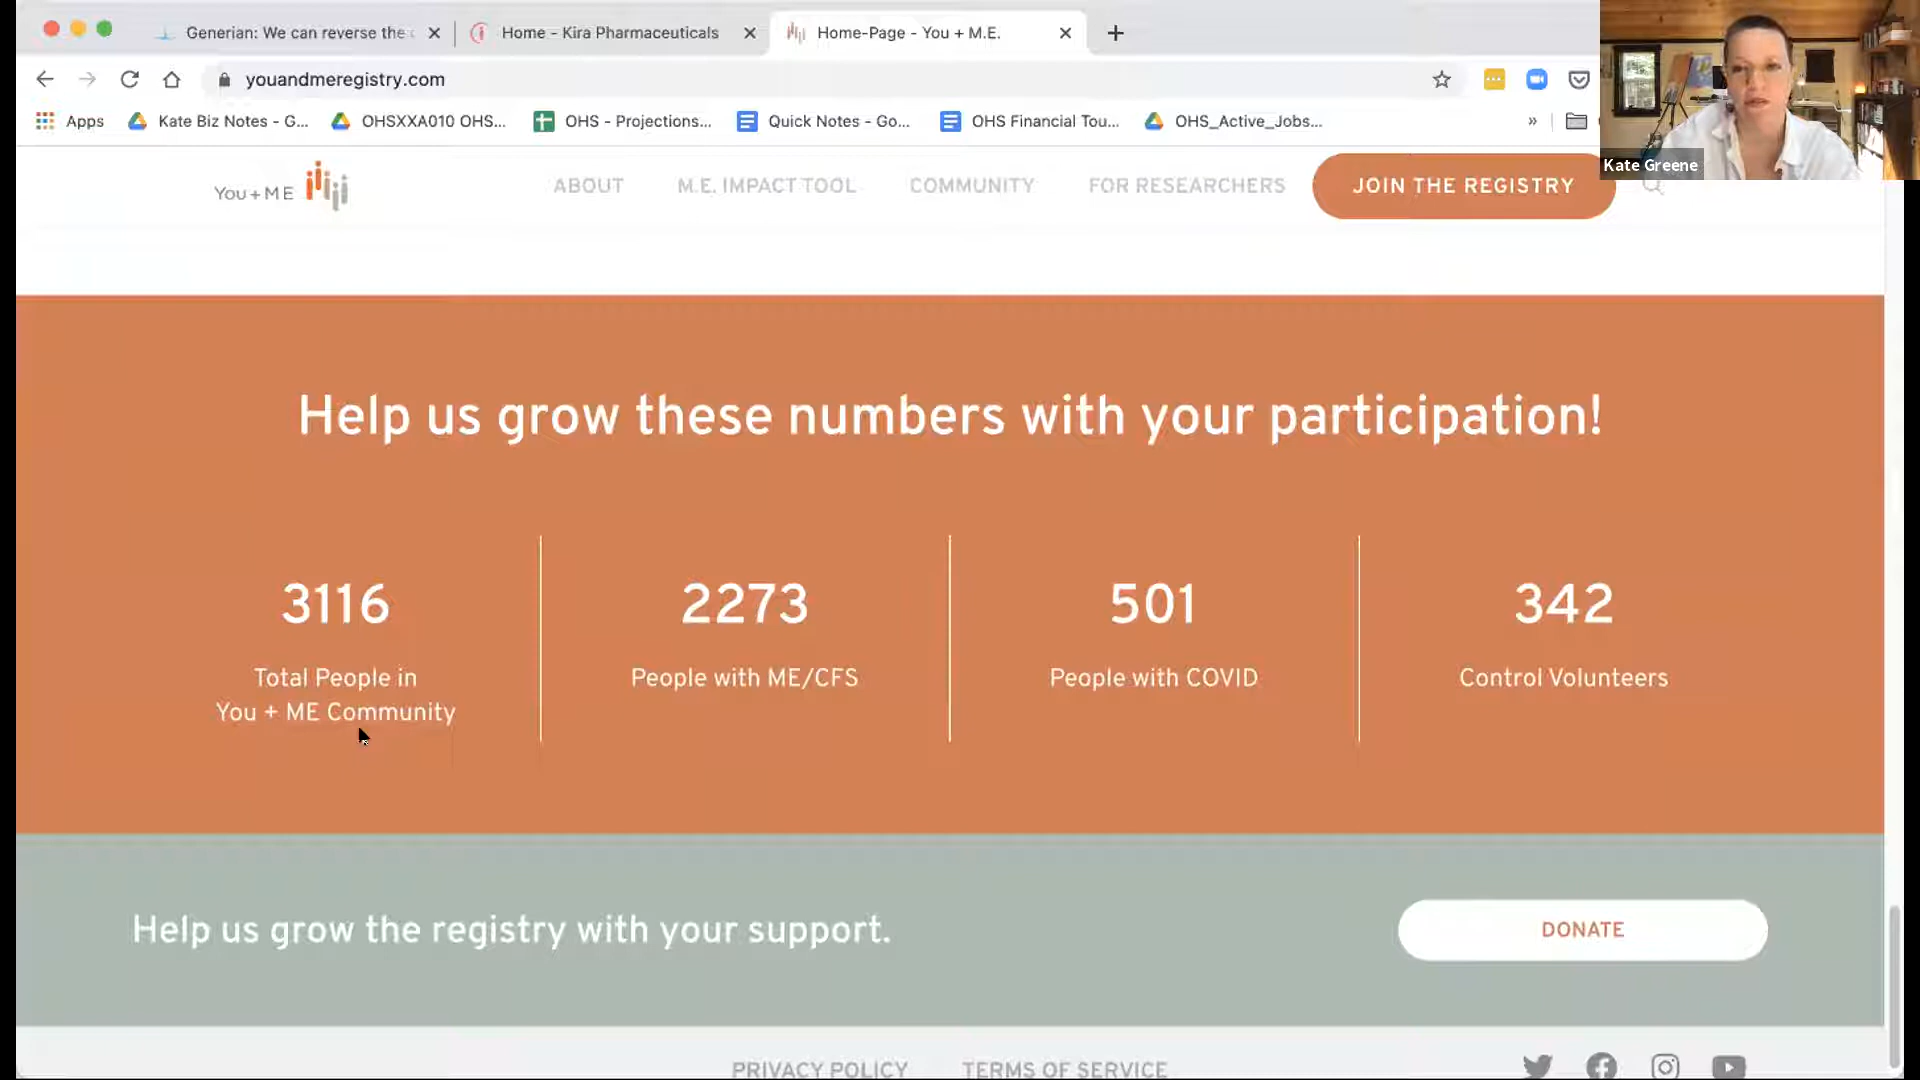 Generian: We can reverse the
Home - Kira Pharmaceuticals
Home-Page - You + M.E.
youandmeregistry.com
Apps
Kate Biz Notes - G...
OHSXXA010 OHS...
OHS - Projections...
Quick Notes - Go...
OHS Financial Tou...
OHS_Active_Jobs...
»
Kate Greene
You + ME
ABOUT
M.E. IMPACT TOOL
COMMUNITY
FOR RESEARCHERS
JOIN THE REGISTRY
Help us grow these numbers with your participation!
3116
Total People in
You + ME Community
2273
People with ME/CFS
501
People with COVID
342
Control Volunteers
Help us grow the registry with your support.
DONATE
PRIVACY POLICY
TERMS OF SERVICE